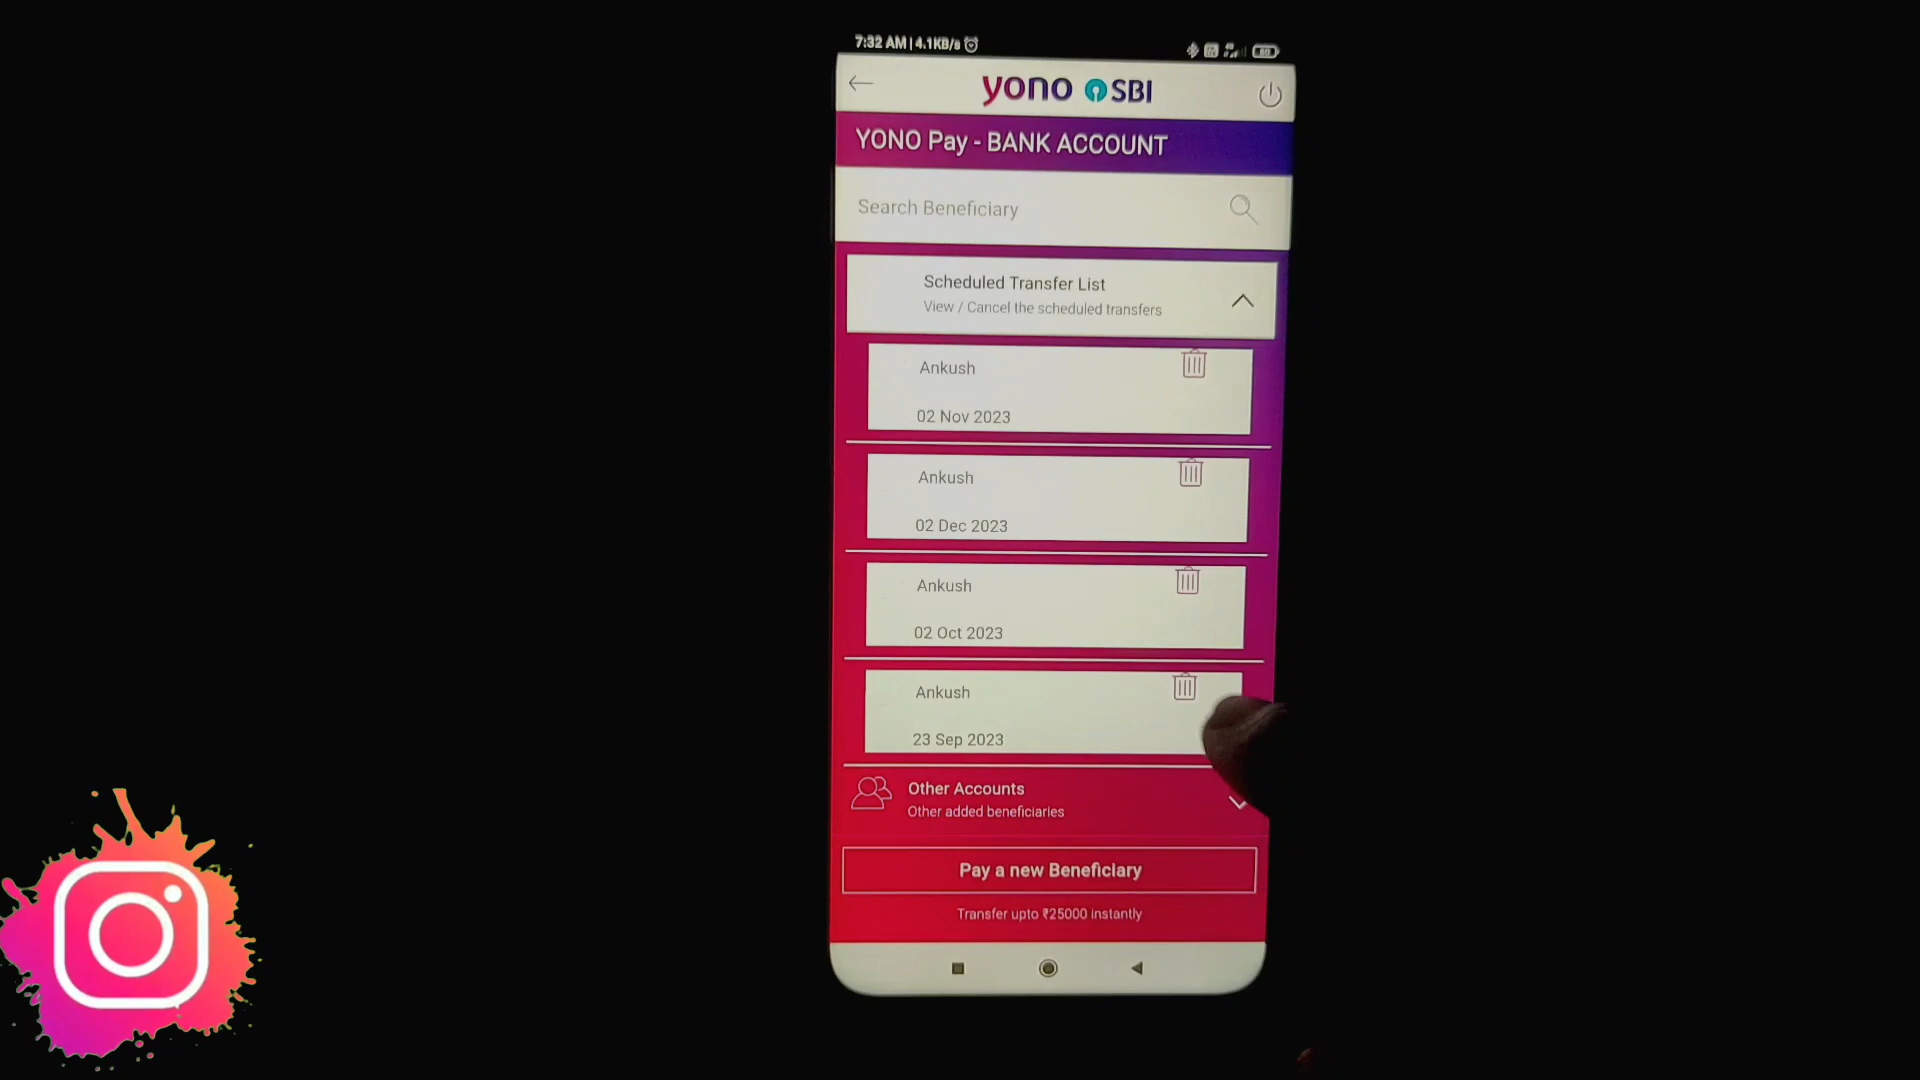 7:32 AM | 4.1KB/s
yono SBI
YONO Pay - BANK ACCOUNT
Search Beneficiary
Scheduled Transfer List
View / Cancel the scheduled transfers
Ankush
02 Nov 2023
Ankush
02 Dec 2023
Ankush
02 Oct 2023
Ankush
23 Sep 2023
Other Accounts
Other added beneficiaries
Pay a new Beneficiary
Transfer upto ₹25000 instantly